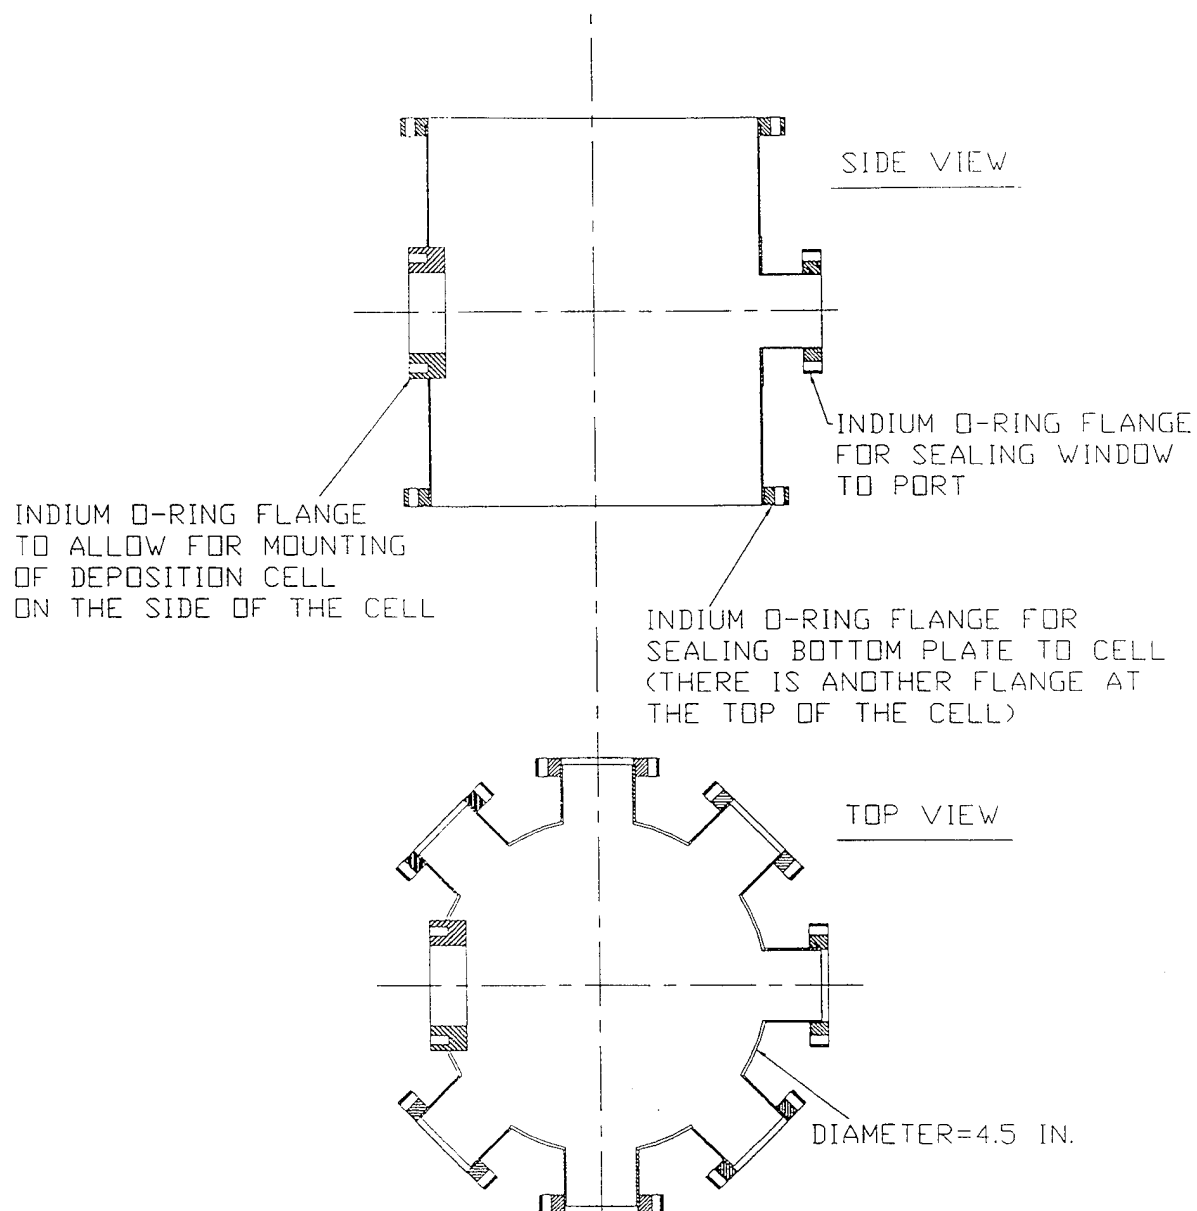 SIDE VIEW
INDIUM O-RING FLANGE
FOR SEALING WINDOW
TO PORT
INDIUM O-RING FLANGE
TO ALLOW FOR MOUNTING
OF DEPOSITION CELL
ON THE SIDE OF THE CELL
INDIUM O-RING FLANGE FOR
SEALING BOTTOM PLATE TO CELL
(THERE IS ANOTHER FLANGE AT
THE TOP OF THE CELL)
TOP VIEW
DIAMETER=4.5 IN.